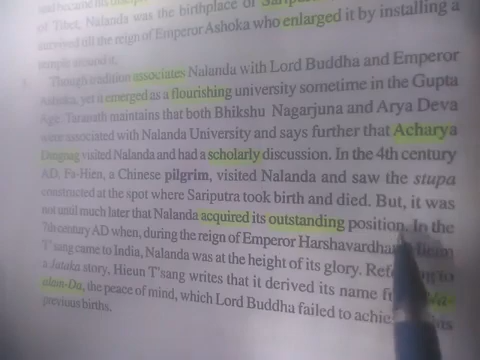 and became his
of Tibet, Nalanda was the birthplace of
survived till the reign of Emperor Ashoka who enlarged it by installing a
temple around it.
Though tradition associates Nalanda with Lord Buddha and Emperor
Ashoka, yet it emerged as a flourishing university sometime in the Gupta
Age. Taranath maintains that both Bhikshu Nagarjuna and Arya Deva
were associated with Nalanda University and says further that Acharya
Dingnag visited Nalanda and had a scholarly discussion. In the 4th century
AD, Fa-Hien, a Chinese pilgrim, visited Nalanda and saw the stupa
constructed at the spot where Sariputra took birth and died. But, it was
not until much later that Nalanda acquired its outstanding position. In the
7th century AD when, during the reign of Emperor Harshavardhan
T'sang came to India, Nalanda was at the height of its glory. to
a Jataka story, Hieun T'sang writes that it derived its name
alam-Da, the peace of mind, which Lord Buddha failed to
previous births.